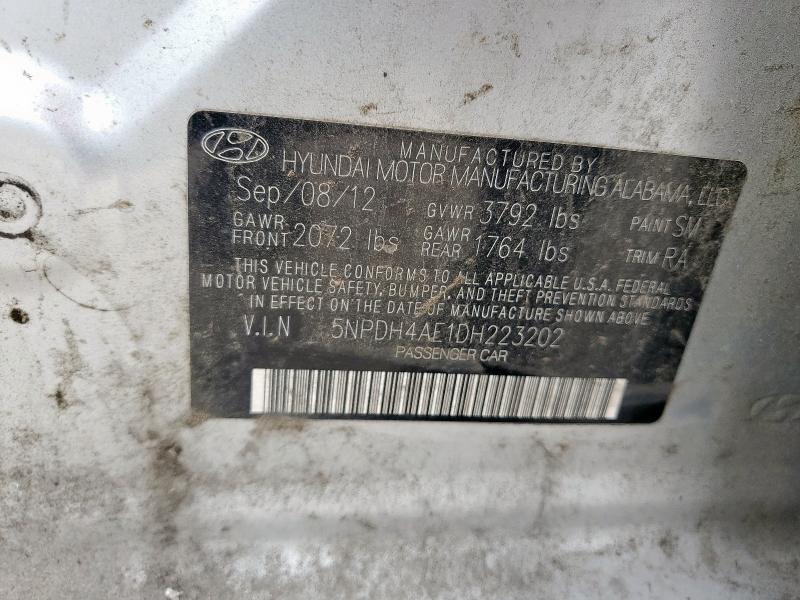 MANUFACTURED BY
HYUNDAI MOTOR MANUFACTURING ALABAMA, LLC
Sep/08/12 GVWR 3792 lbs PAINT SM
GAWR FRONT 2072 lbs GAWR REAR 1764 lbs TRIM RA
THIS VEHICLE CONFORMS TO ALL APPLICABLE U.S.A. FEDERAL
MOTOR VEHICLE SAFETY, BUMPER, AND THEFT PREVENTION STANDARDS
IN EFFECT ON THE DATE OF MANUFACTURE SHOWN ABOVE.
V.I.N 5NPDH4AE1DH223202
PASSENGER CAR